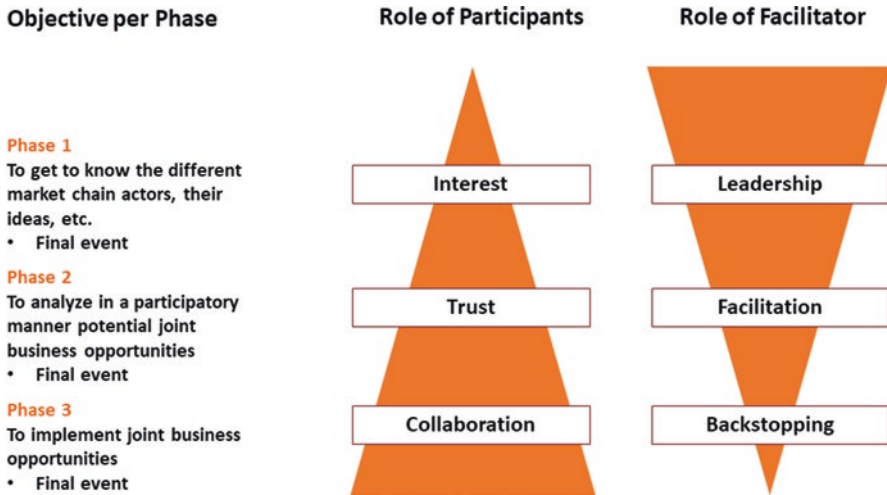 Objective per Phase
Role of Participants
Role of Facilitator
Phase 1
To get to know the different
market chain actors, their
ideas, etc.
• Final event
Interest
Leadership
Phase 2
To analyze in a participatory
manner potential joint
business opportunities
• Final event
Trust
Facilitation
Phase 3
To implement joint business
opportunities
• Final event
Collaboration
Backstopping